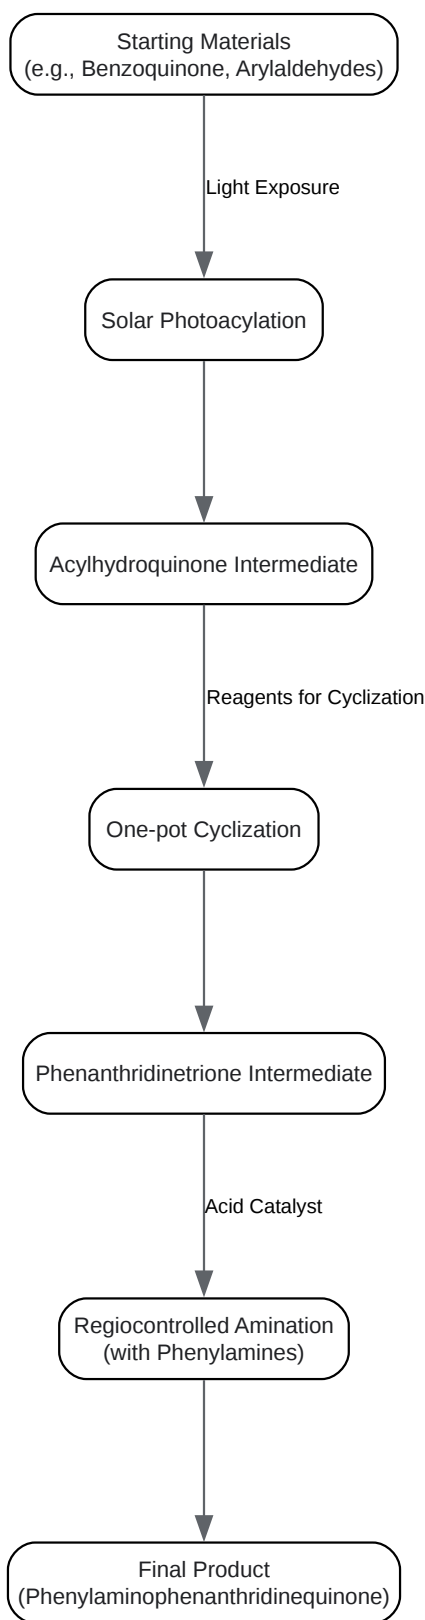 Starting Materials
(e.g., Benzoquinone, Arylaldehydes)
Light Exposure
Solar Photoacylation
Acylhydroquinone Intermediate
Reagents for Cyclization
One-pot Cyclization
Phenanthridinetrione Intermediate
Acid Catalyst
Regiocontrolled Amination
(with Phenylamines)
Final Product
(Phenylaminophenanthridinequinone)